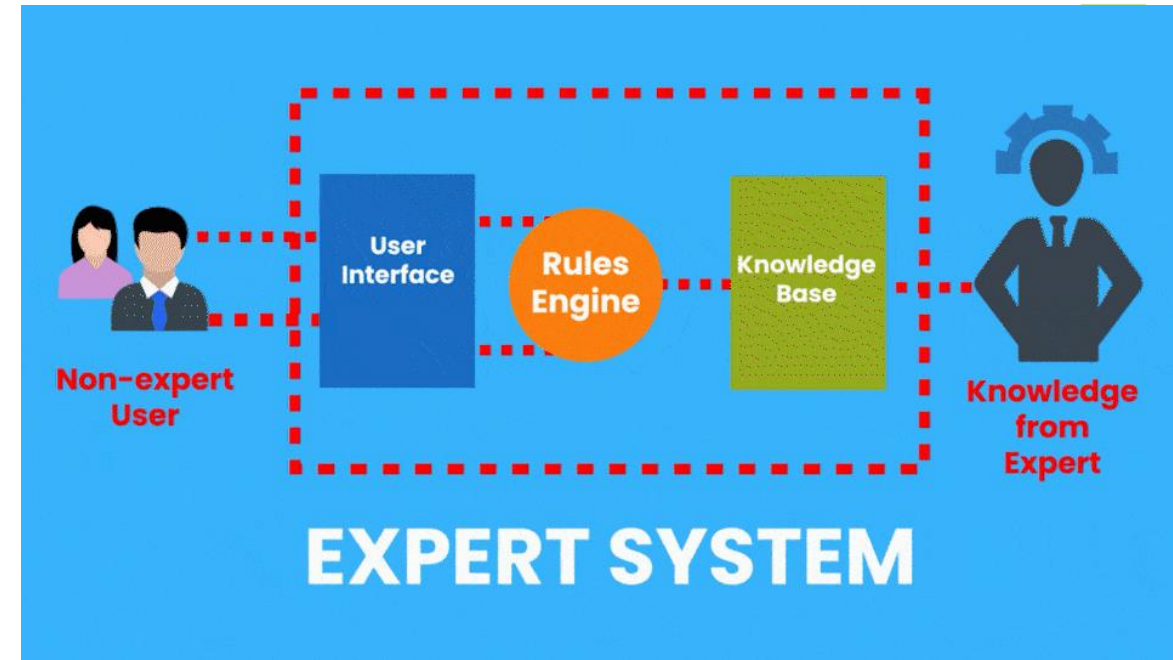 Non-expert
User
User
Interface
Rules
Engine
Knowledge
Base
Knowledge
from
Expert
EXPERT SYSTEM